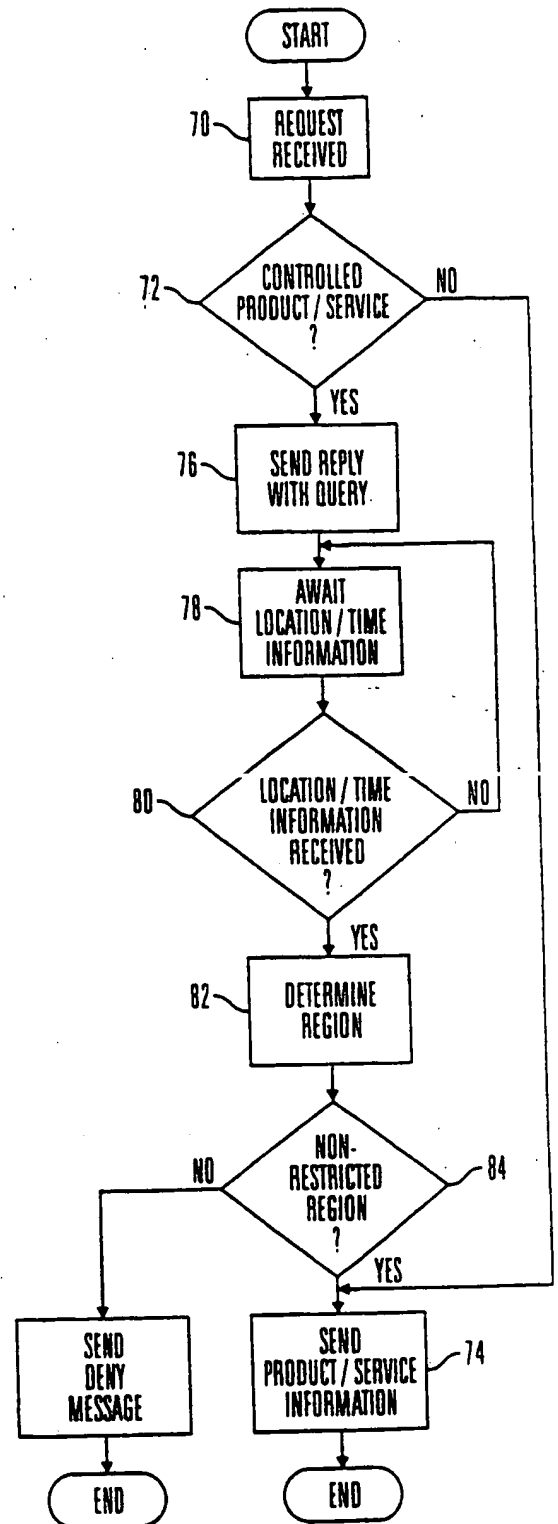 START
70
REQUEST
RECEIVED
72
CONTROLLED
PRODUCT / SERVICE
?
NO
YES
76
SEND REPLY
WITH QUERY
78
AWAIT
LOCATION / TIME
INFORMATION
80
LOCATION / TIME
INFORMATION
RECEIVED
?
NO
YES
82
DETERMINE
REGION
NO
NON-
RESTRICTED
REGION
?
84
YES
SEND
DENY
MESSAGE
SEND
PRODUCT / SERVICE
INFORMATION
74
END
END